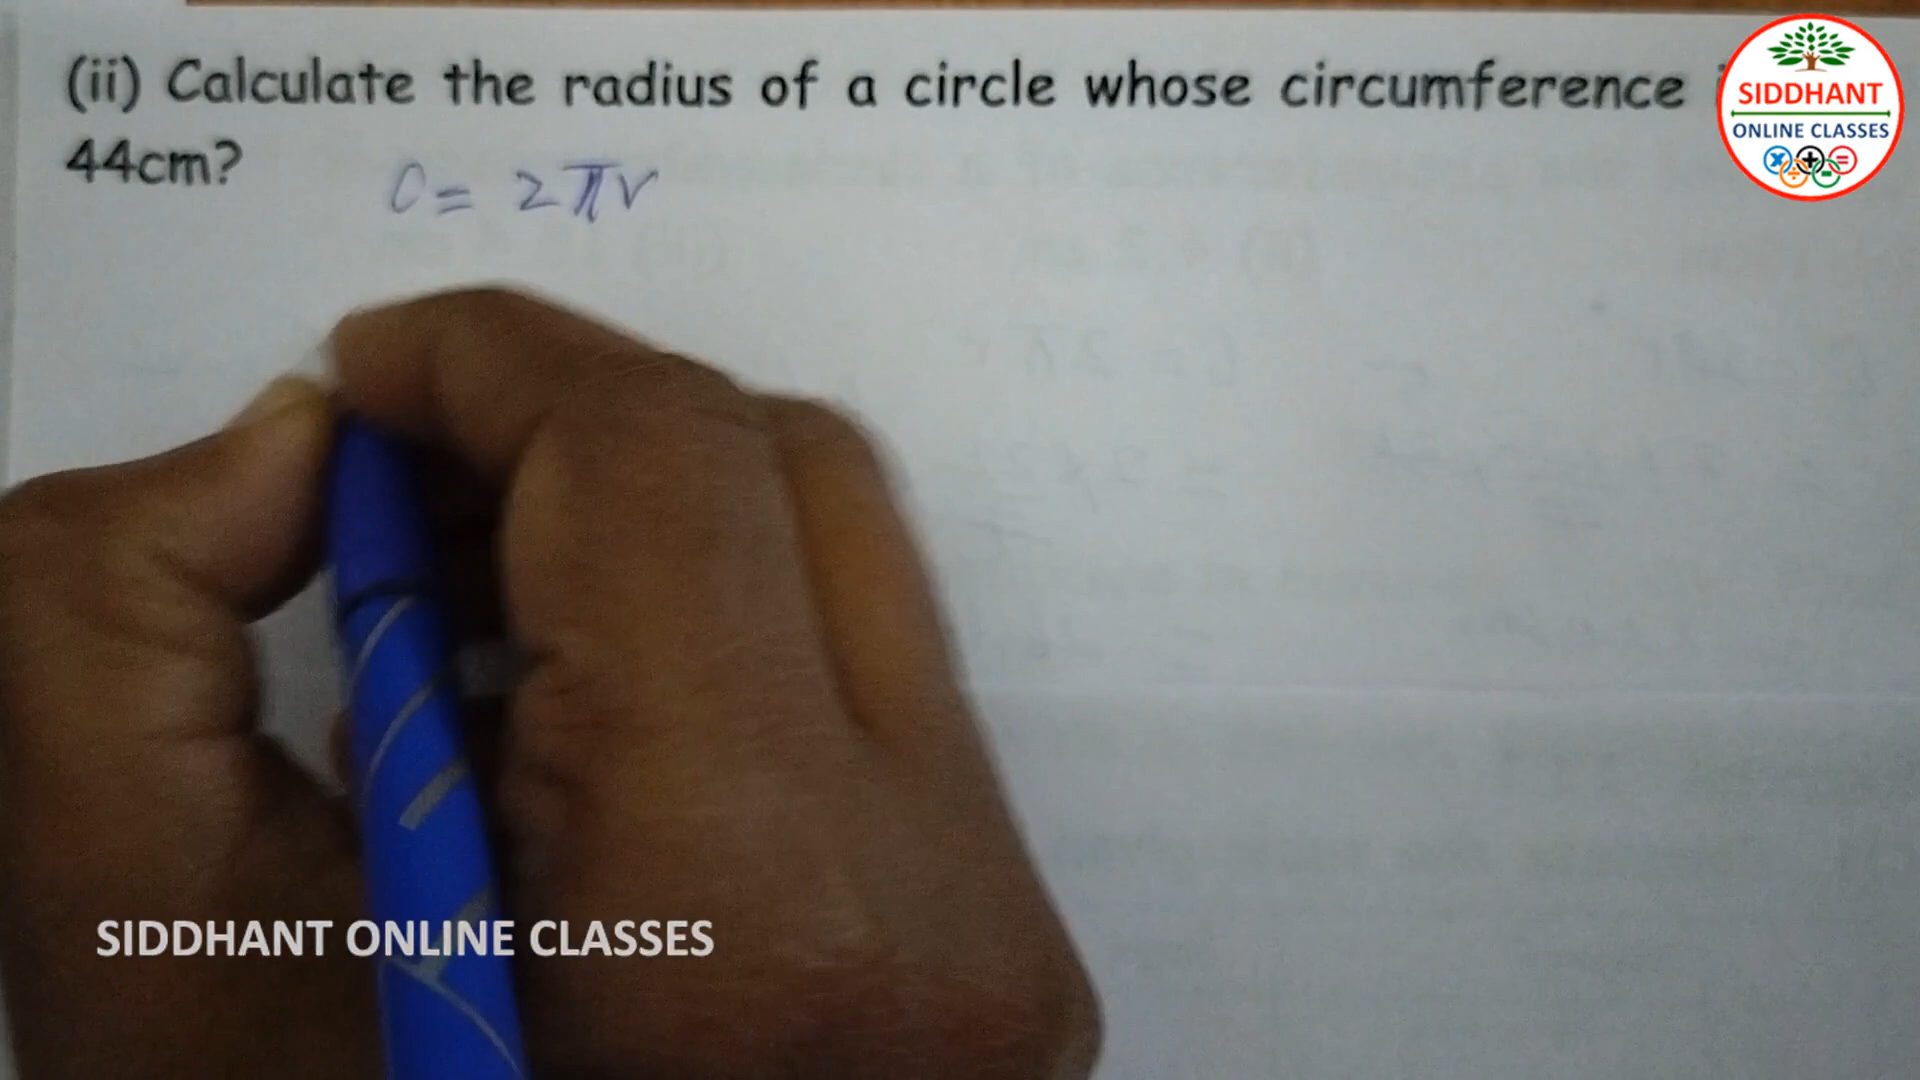 (ii) Calculate the radius of a circle whose circumference
44cm?
C = 2πr
SIDDHANT
ONLINE CLASSES
SIDDHANT ONLINE CLASSES